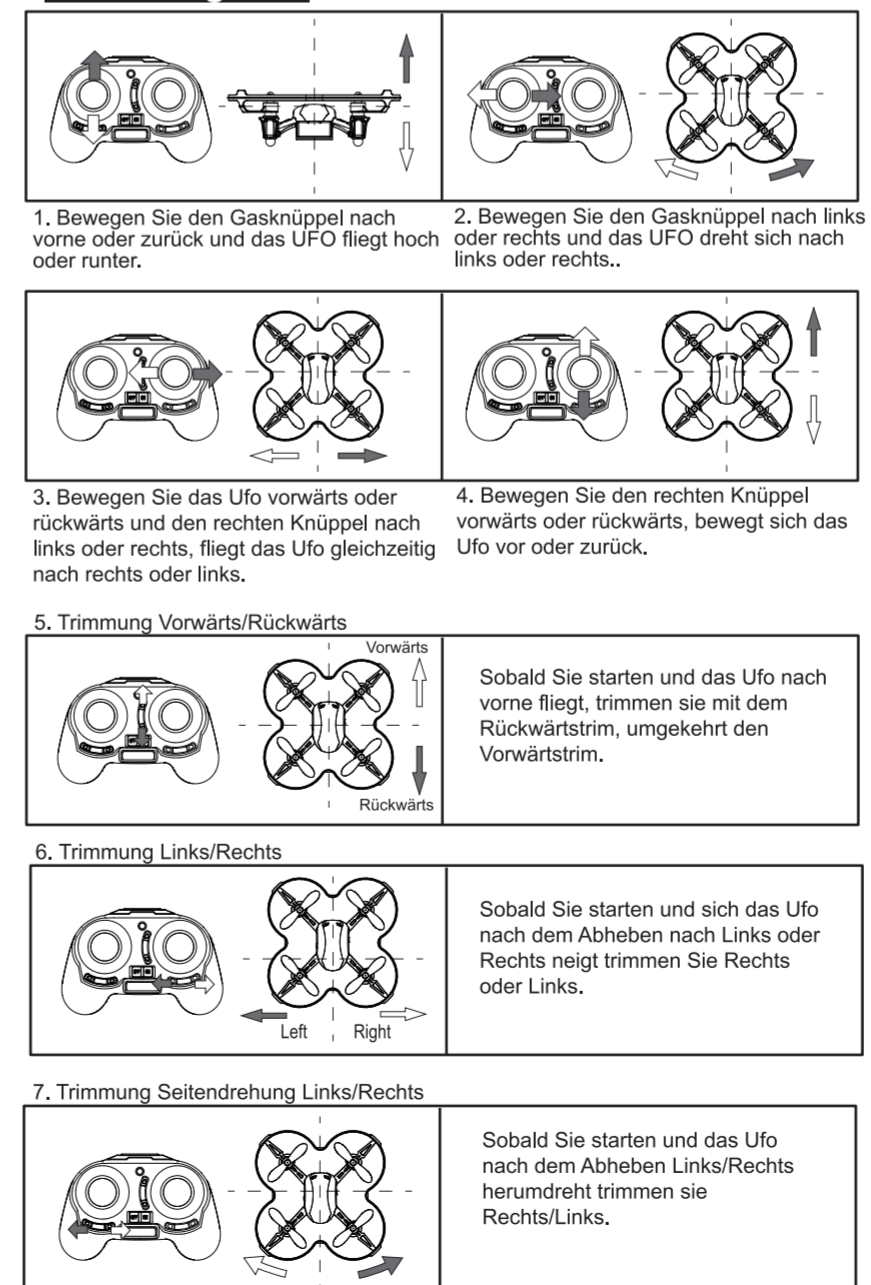 1. Bewegen Sie den Gasknüppel nach
vorne oder zurück und das UFO fliegt hoch
oder runter.
2. Bewegen Sie den Gasknüppel nach links
oder rechts und das UFO dreht sich nach
links oder rechts..
3. Bewegen Sie das Ufo vorwärts oder
rückwärts und den rechten Knüppel nach
links oder rechts, fliegt das Ufo gleichzeitig
nach rechts oder links.
4. Bewegen Sie den rechten Knüppel
vorwärts oder rückwärts, bewegt sich das
Ufo vor oder zurück.
5. Trimmung Vorwärts/Rückwärts
Vorwärts
Rückwärts
Sobald Sie starten und das Ufo nach
vorne fliegt, trimmen sie mit dem
Rückwärtstrim, umgekehrt den
Vorwärtstrim.
6. Trimmung Links/Rechts
Left
Right
Sobald Sie starten und sich das Ufo
nach dem Abheben nach Links oder
Rechts neigt trimmen Sie Rechts
oder Links.
7. Trimmung Seitendrehung Links/Rechts
Sobald Sie starten und das Ufo
nach dem Abheben Links/Rechts
herumdreht trimmen sie
Rechts/Links.